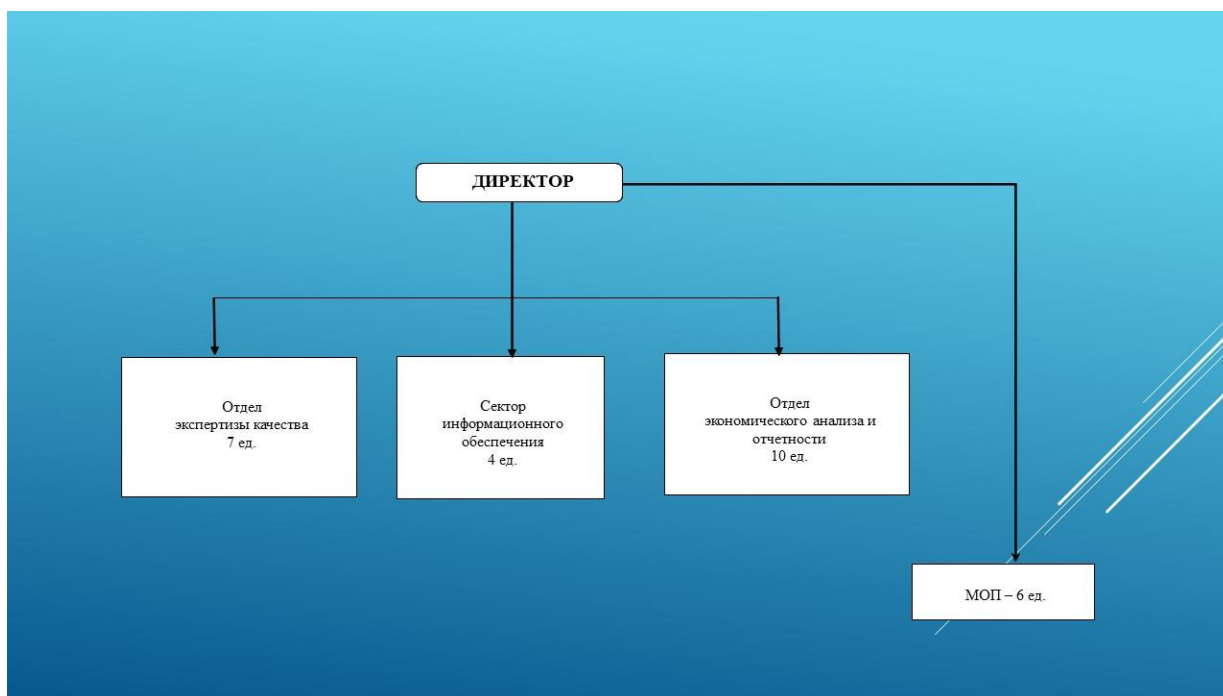 ДИРЕКТОР
Отдел
экспертизы качества
7 ед.
Сектор
информационного
обеспечения
4 ед.
Отдел
экономического анализа и
отчетности
10 ед.
МОП – 6 ед.